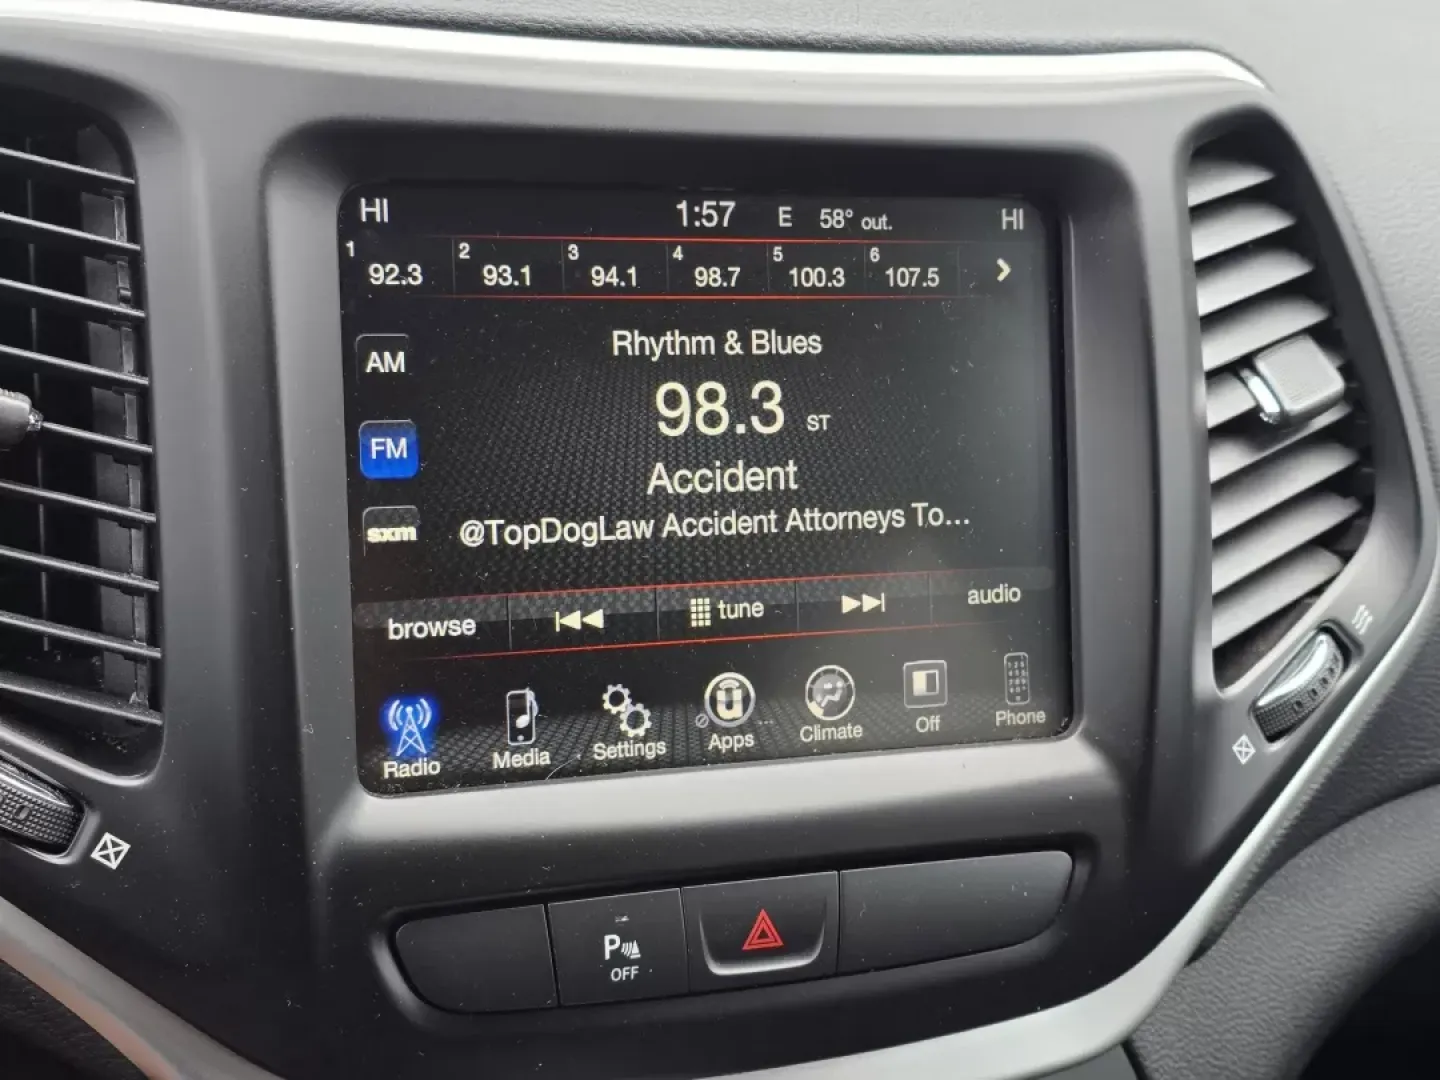 HI 1:57 E 58° out. HI
1 92.3 2 93.1 3 94.1 4 98.7 5 100.3 6 107.5
Rhythm & Blues
AM
98.3 ST
FM
Accident
sxm
@TopDogLaw Accident Attorneys To...
browse tune audio
Radio Media Settings Apps Climate Off Phone
P
OFF